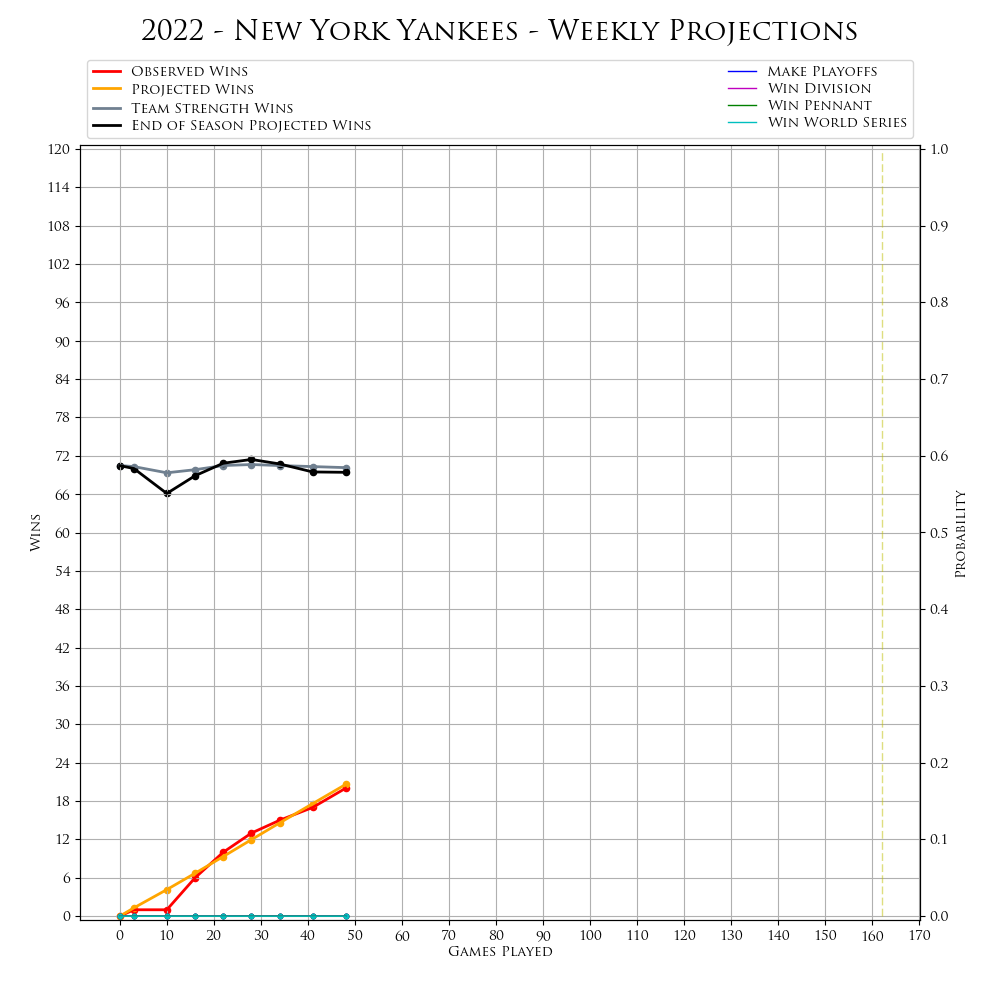 2022 - New York Yankees - Weekly Projections
Observed Wins
Projected Wins
Team Strength Wins
End of Season Projected Wins
Make Playoffs
Win Division
Win Pennant
Win World Series
120
114
108
102
96
90
84
78
72
66
60
54
48
42
36
30
24
18
12
6
0
Wins
1.0
0.9
0.8
0.7
0.6
0.5
0.4
0.3
0.2
0.1
0.0
Probability
0 10 20 30 40 50 60 70 80 90 100 110 120 130 140 150 160 170
Games Played